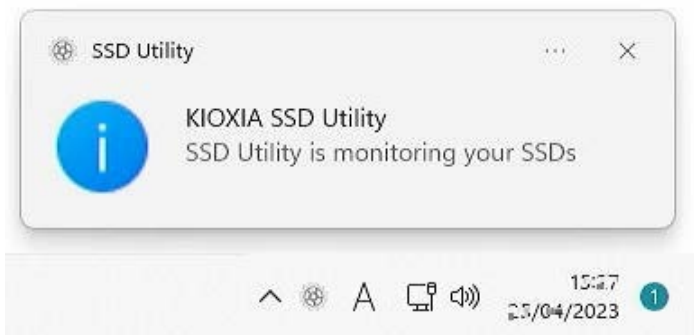 SSD Utility
KIOXIA SSD Utility
SSD Utility is monitoring your SSDs
A
1